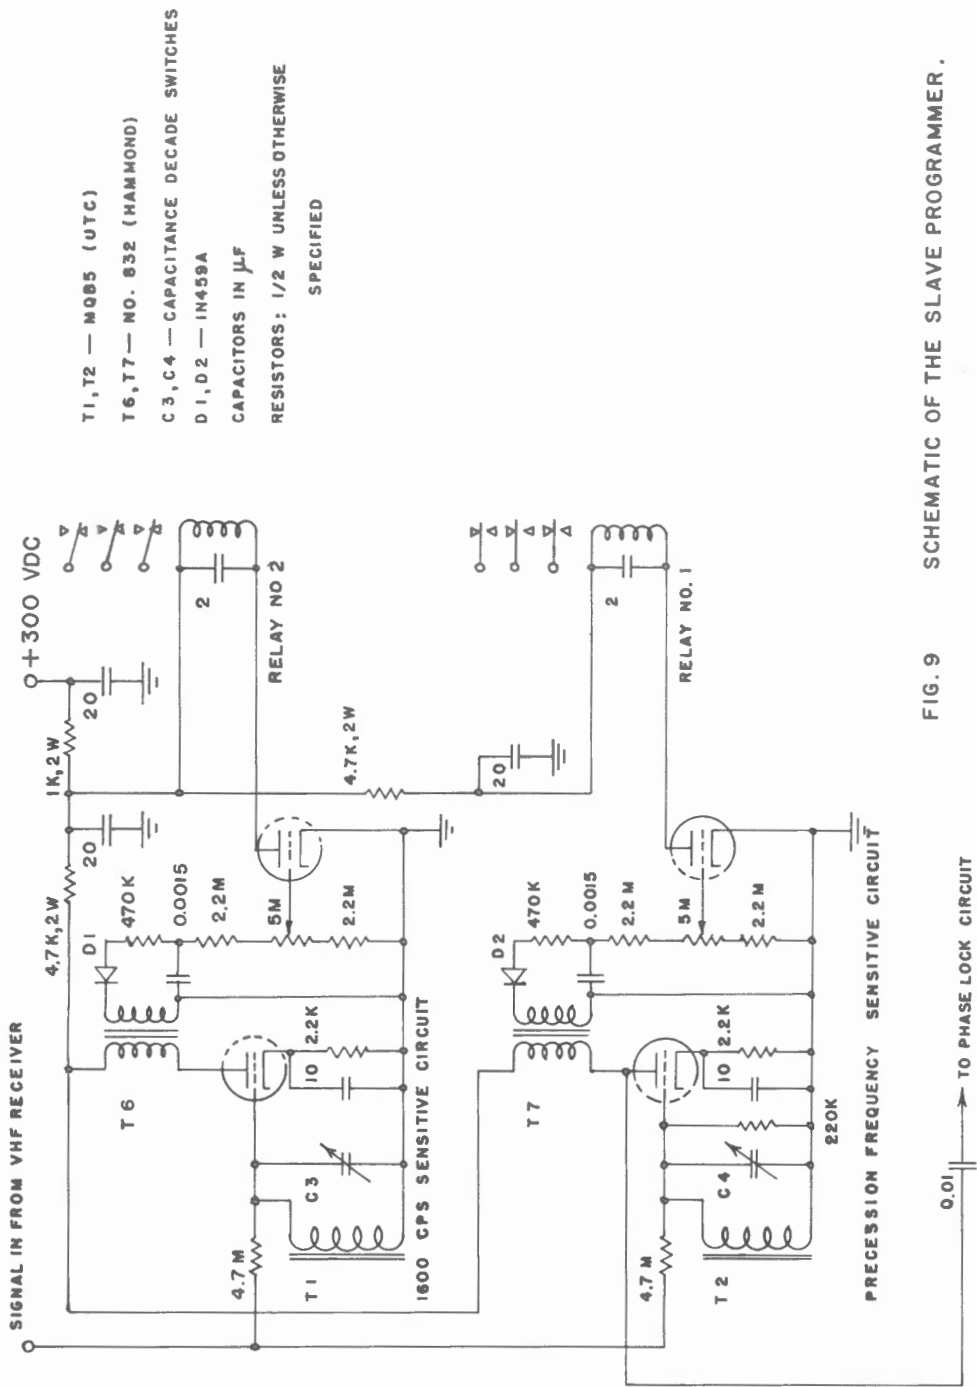 SIGNAL IN FROM VHF RECEIVER
+300 VDC
4.7K,2W
1K,2W
20
20
D1
470K
0.0015
2.2M
5M
2.2M
T6
2.2K
10
C3
4.7M
T1
1600 CPS SENSITIVE CIRCUIT
2
RELAY NO 2
4.7K,2W
20
D2
470K
0.0015
2.2M
5M
2.2M
T7
2.2K
10
220K
C4
4.7M
T2
PRECESSION FREQUENCY SENSITIVE CIRCUIT
2
RELAY NO. 1
0.01
TO PHASE LOCK CIRCUIT
T1,T2 — MQB5 (UTC)
T6,T7 — NO. 832 (HAMMOND)
C3,C4 — CAPACITANCE DECADE SWITCHES
D1,D2 — IN459A
CAPACITORS IN μF
RESISTORS: 1/2 W UNLESS OTHERWISE
SPECIFIED
FIG. 9 SCHEMATIC OF THE SLAVE PROGRAMMER.